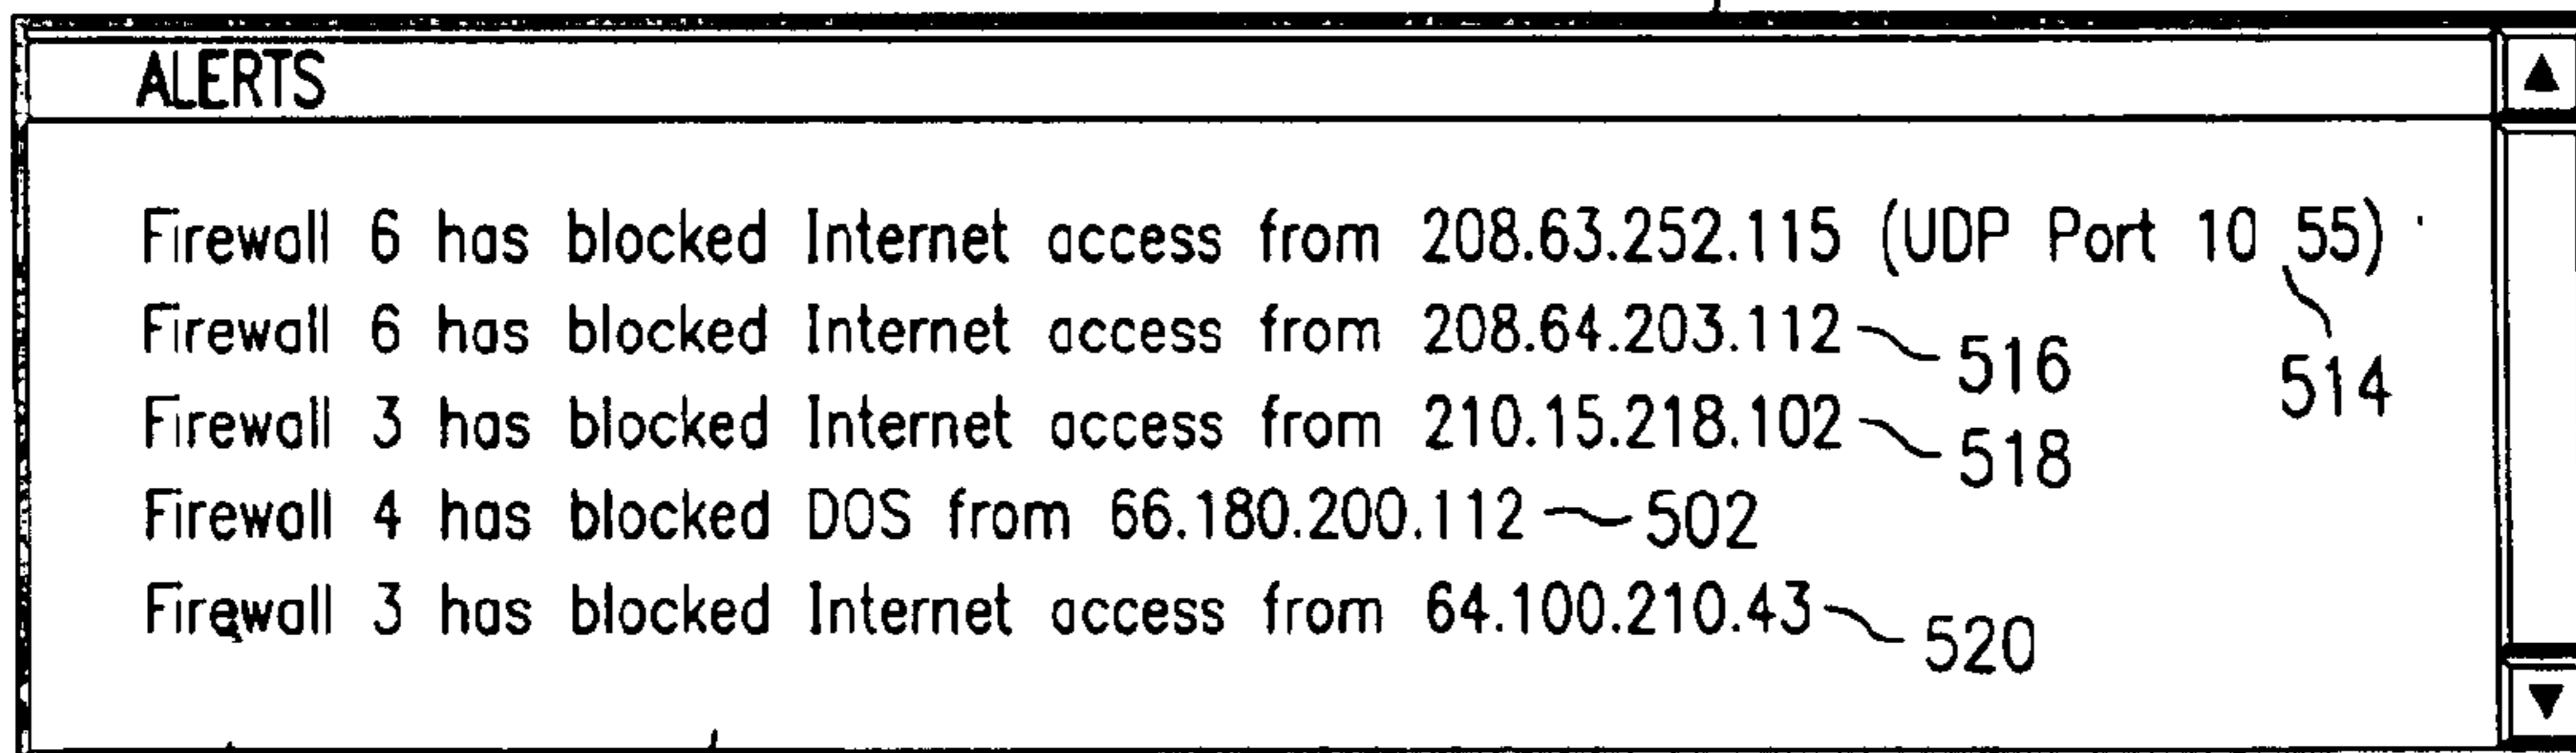 ALERTS
Firewall 6 has blocked Internet access from 208.63.252.115 (UDP Port 10 55)
Firewall 6 has blocked Internet access from 208.64.203.112 516
514
Firewall 3 has blocked Internet access from 210.15.218.102 518
Firewall 4 has blocked DOS from 66.180.200.112 502
Firewall 3 has blocked Internet access from 64.100.210.43 520